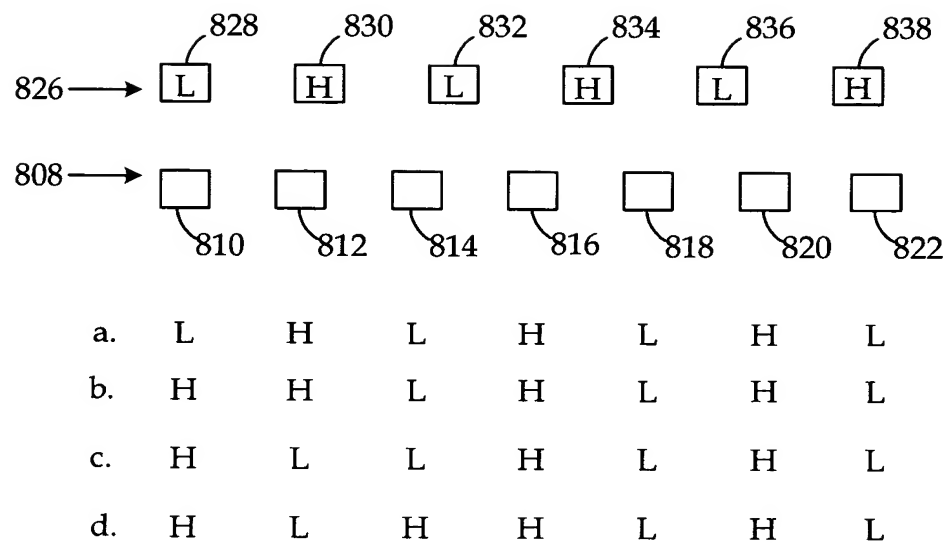 828 830 832 834 836 838
826 L H L H L H
808
810 812 814 816 818 820 822
a. L H L H L H L
b. H H L H L H L
c. H L L H L H L
d. H L H H L H L